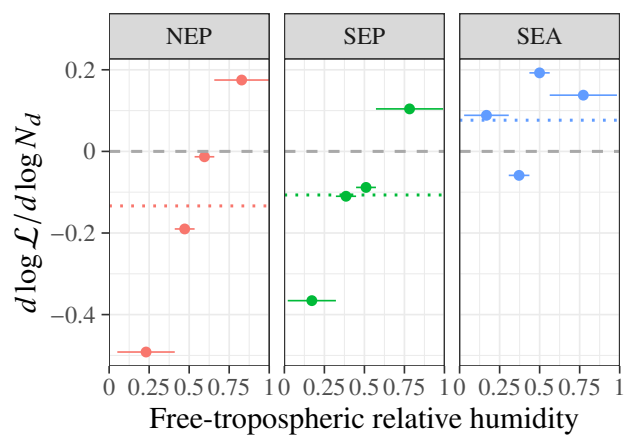 NEP SEP SEA
d log ℒ/d log N_d
0.2
0
−0.2
−0.4
0 0.25 0.5 0.75 1 0 0.25 0.5 0.75 1 0 0.25 0.5 0.75 1
Free-tropospheric relative humidity